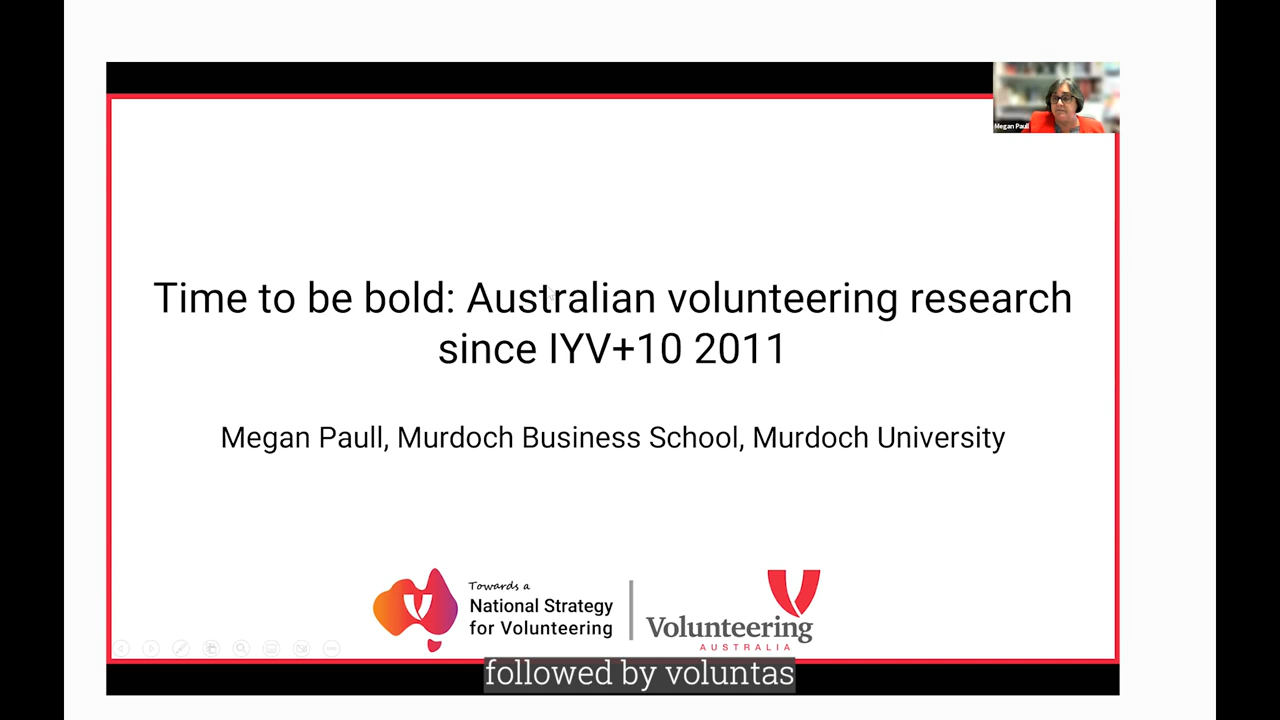 Megan Paull
Time to be bold: Australian volunteering research
since IYV+10 2011
Megan Paull, Murdoch Business School, Murdoch University
Towards a
National Strategy
for Volunteering
Volunteering
AUSTRALIA
followed by voluntas